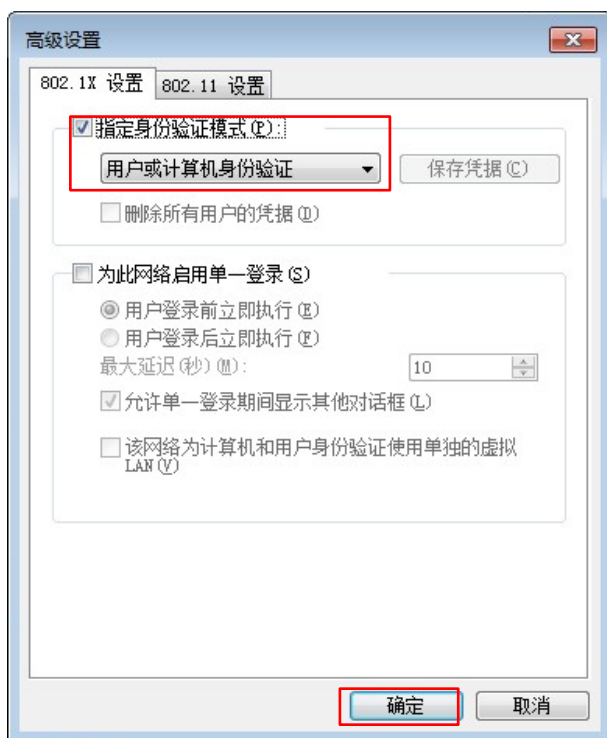 高级设置
802.1X 设置 802.11 设置
指定身份验证模式(P):
用户或计算机身份验证 保存凭据(C)
删除所有用户的凭据(D)
为此网络启用单一登录(S)
用户登录前立即执行(E)
用户登录后立即执行(F)
最大延迟(秒)(M): 10
允许单一登录期间显示其他对话框(L)
该网络为计算机和用户身份验证使用单独的虚拟
LAN(V)
确定 取消